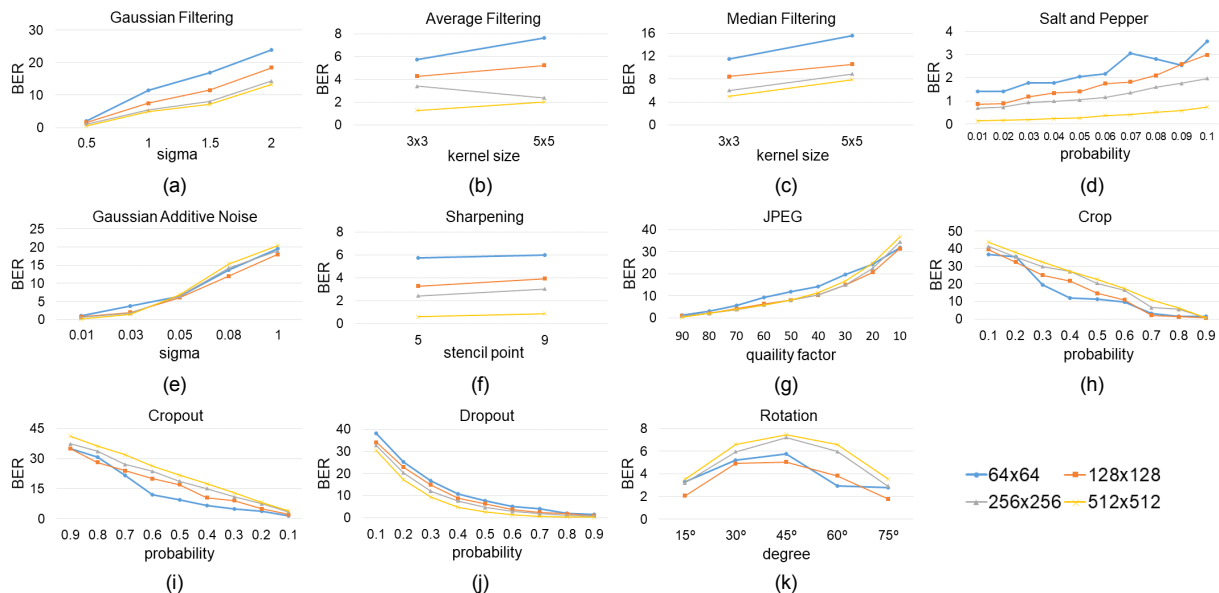 Gaussian Filtering
BER
30
20
10
0
0.5 1 1.5 2
sigma
(a)
Average Filtering
BER
8
6
4
2
0
3x3 5x5
kernel size
(b)
Median Filtering
BER
16
12
8
4
0
3x3 5x5
kernel size
(c)
Salt and Pepper
BER
4
3
2
1
0
0.01 0.02 0.03 0.04 0.05 0.06 0.07 0.08 0.09 0.1
probability
(d)
Gaussian Additive Noise
BER
25
20
15
10
5
0
0.01 0.03 0.05 0.08 1
sigma
(e)
Sharpening
BER
8
6
4
2
0
5 9
stencil point
(f)
JPEG
BER
40
30
20
10
0
90 80 70 60 50 40 30 20 10
quaility factor
(g)
Crop
BER
50
40
30
20
10
0
0.1 0.2 0.3 0.4 0.5 0.6 0.7 0.8 0.9
probability
(h)
Cropout
BER
45
30
15
0
0.9 0.8 0.7 0.6 0.5 0.4 0.3 0.2 0.1
probability
(i)
Dropout
BER
40
30
20
10
0
0.1 0.2 0.3 0.4 0.5 0.6 0.7 0.8 0.9
probability
(j)
Rotation
BER
8
6
4
2
0
15º 30º 45º 60º 75º
degree
(k)
64x64 128x128
256x256 512x512